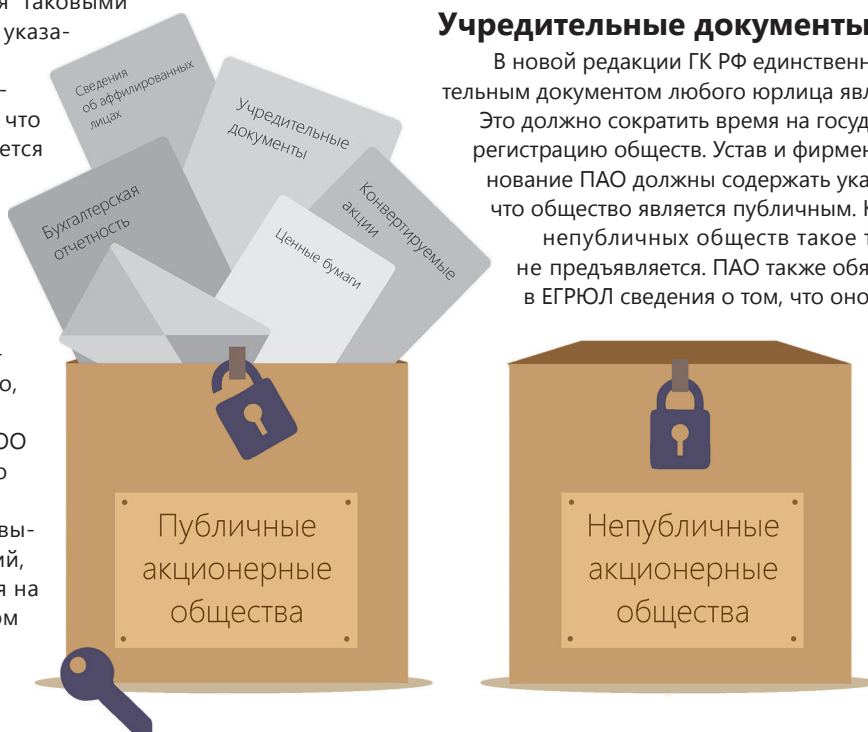 таковыми
указа-
что
ется
о,
ОО
о
вы-
ий,
я на
ом
Сведения
об аффилированных
лицах
Учредительные
документы
Бухгалтерская
отчетность
Конвертируемые
акции
Ценные бумаги
Учредительные документы
В новой редакции ГК РФ единственн
тельным документом любого юрлица явл
Это должно сократить время на госуд
регистрацию обществ. Устав и фирмен
нование ПАО должны содержать ука
что общество является публичным.
непубличных обществ такое т
не предъявляется. ПАО также обя
в ЕГРЮЛ сведения о том, что оно
Публичные
акционерные
общества
Непубличные
акционерные
общества